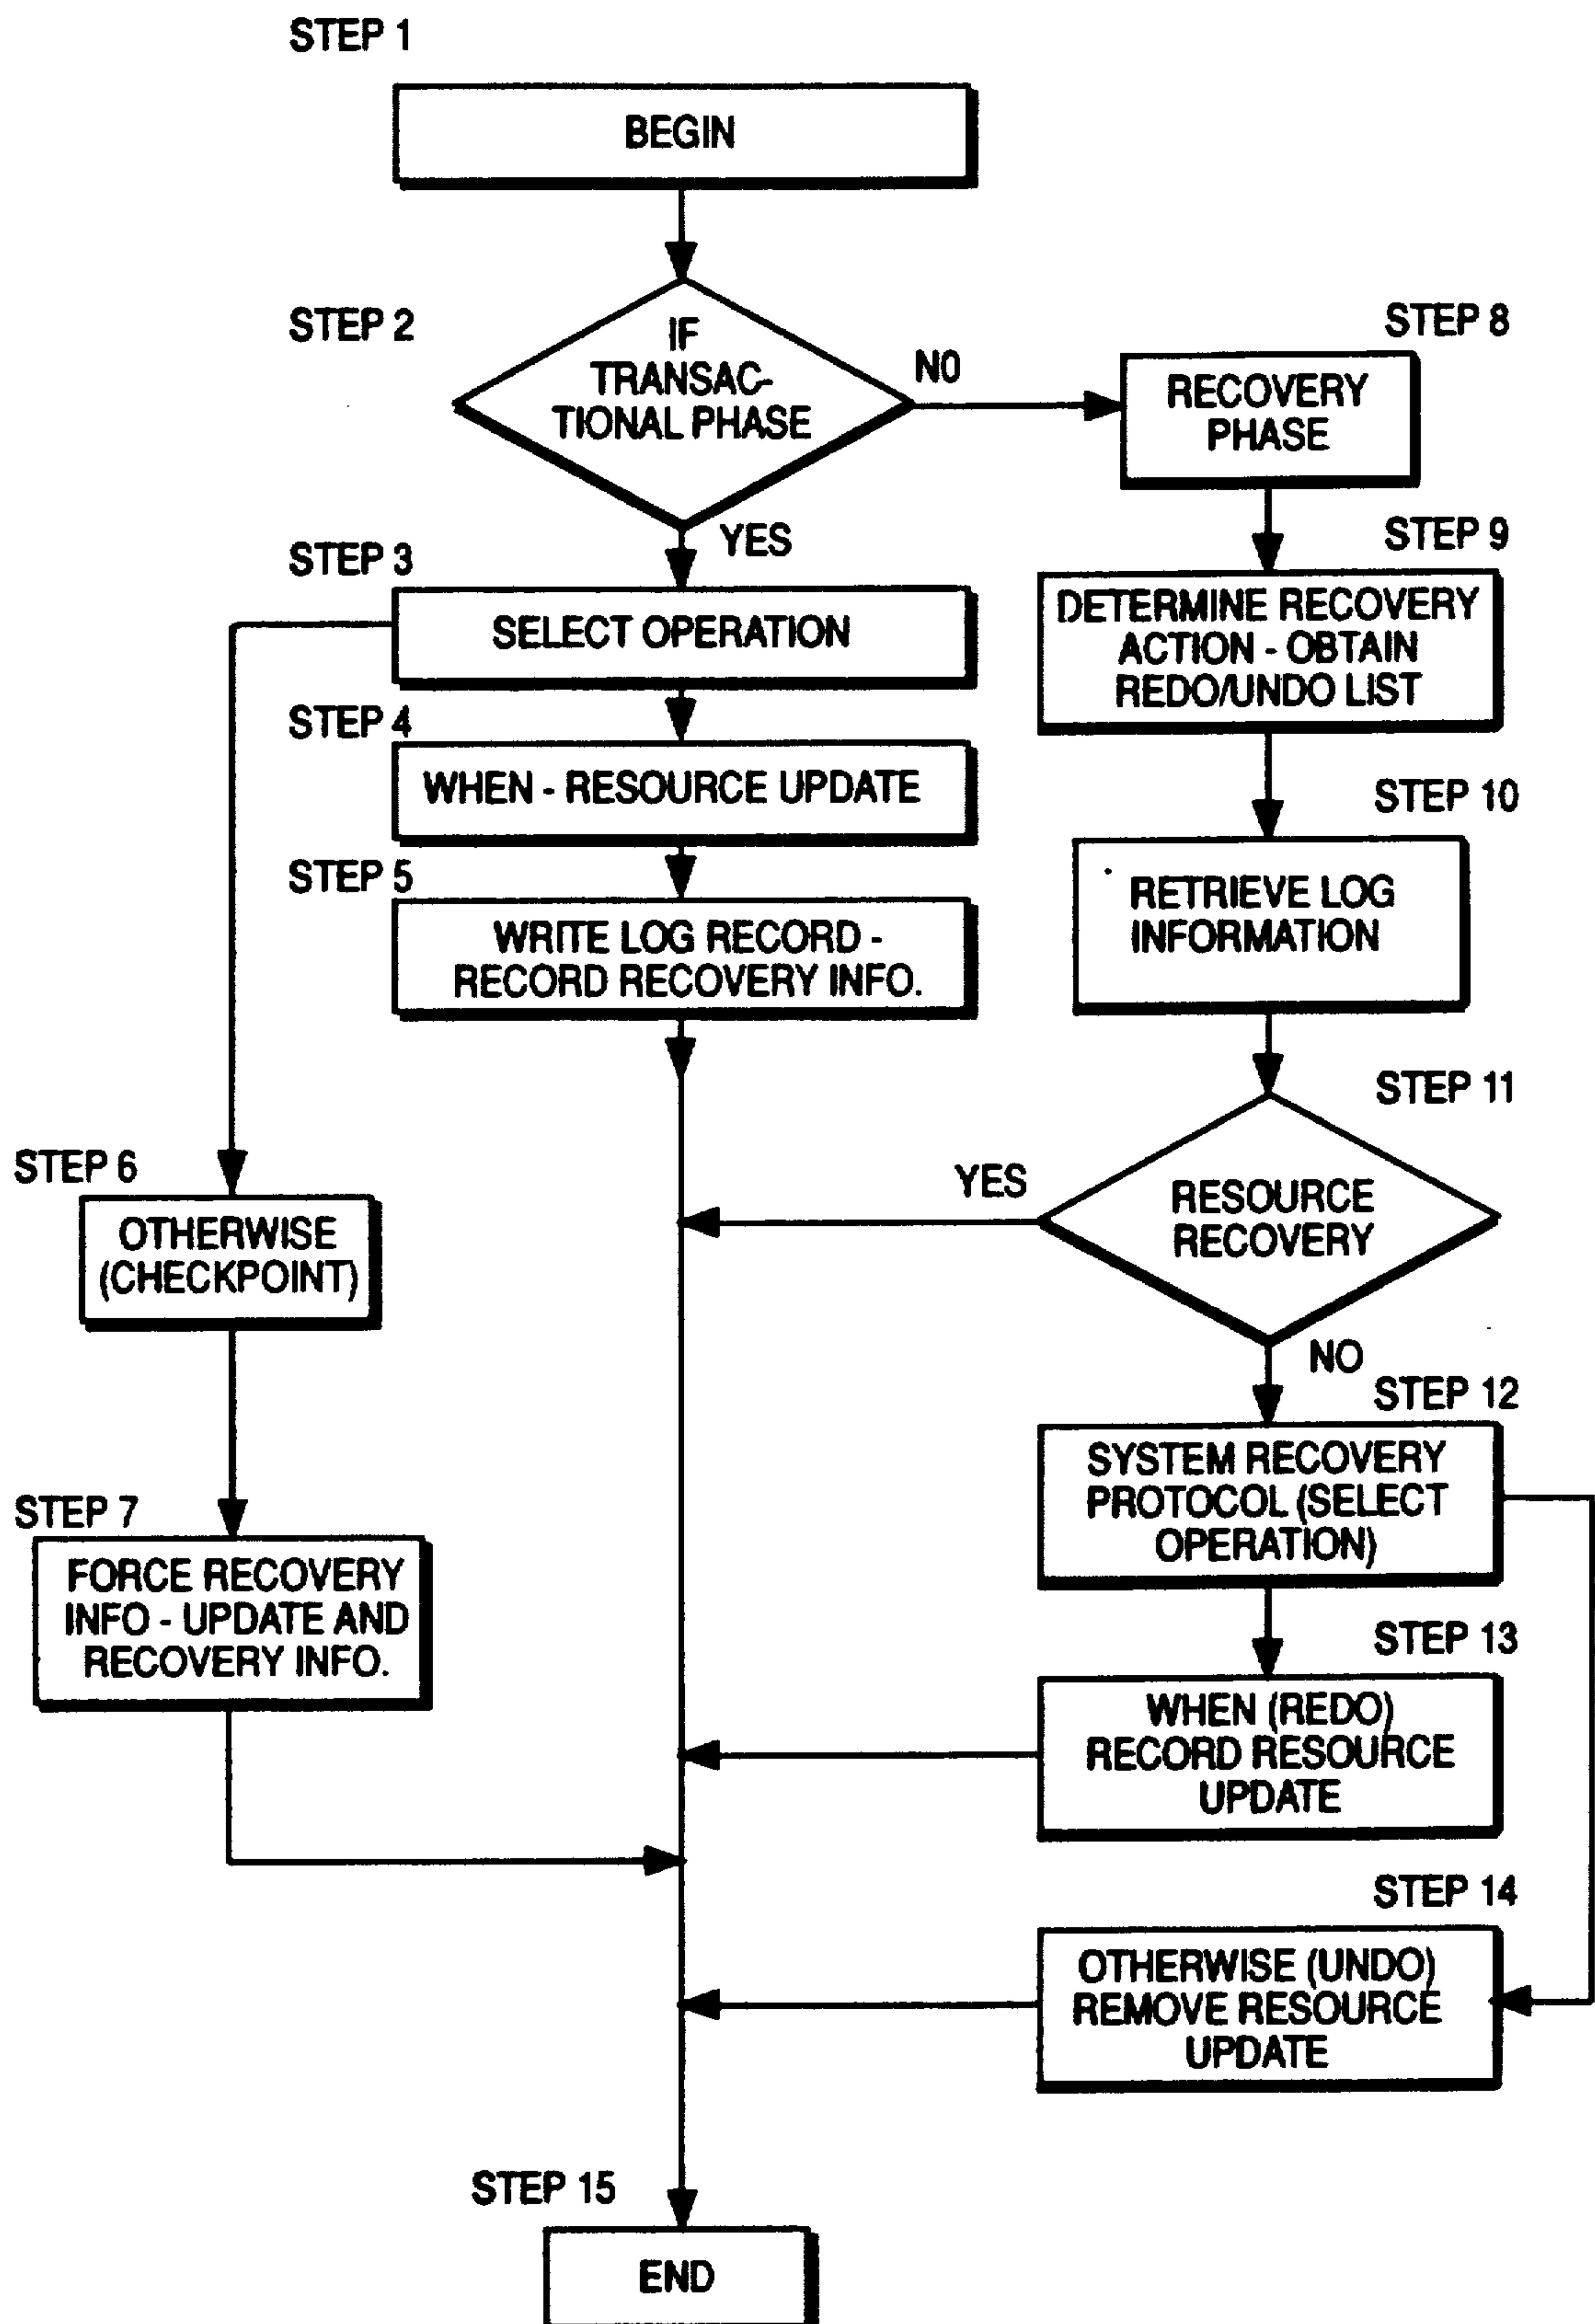 STEP 1
BEGIN
STEP 2
IF
TRANSAC-
TIONAL PHASE
NO
YES
STEP 3
SELECT OPERATION
STEP 4
WHEN - RESOURCE UPDATE
STEP 5
WRITE LOG RECORD -
RECORD RECOVERY INFO.
STEP 6
OTHERWISE
(CHECKPOINT)
STEP 7
FORCE RECOVERY
INFO - UPDATE AND
RECOVERY INFO.
STEP 8
RECOVERY
PHASE
STEP 9
DETERMINE RECOVERY
ACTION - OBTAIN
REDO/UNDO LIST
STEP 10
RETRIEVE LOG
INFORMATION
STEP 11
RESOURCE
RECOVERY
YES
NO
STEP 12
SYSTEM RECOVERY
PROTOCOL (SELECT
OPERATION)
STEP 13
WHEN (REDO)
RECORD RESOURCE
UPDATE
STEP 14
OTHERWISE (UNDO)
REMOVE RESOURCE
UPDATE
STEP 15
END